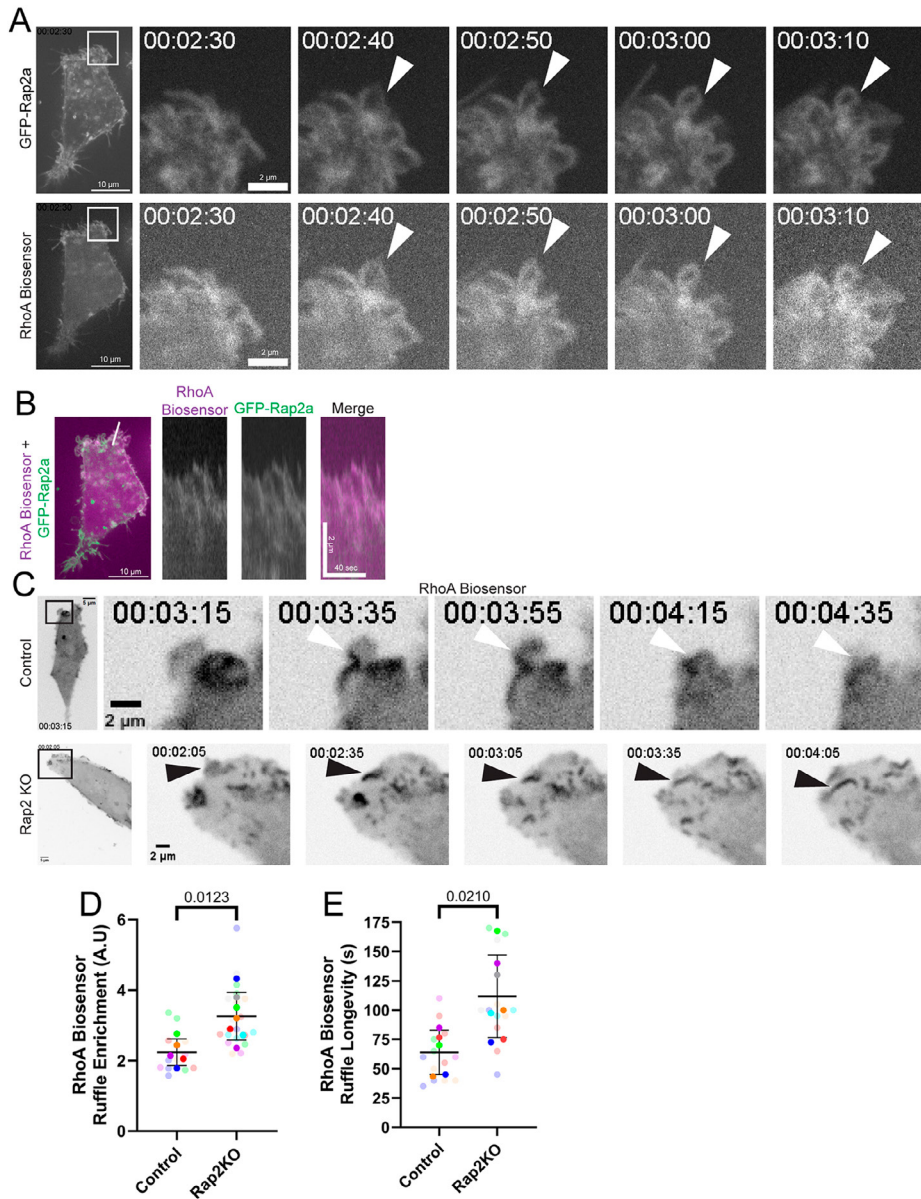 A
GFP-Rap2a
00:02:30
10 µm
00:02:30
2 µm
00:02:40
00:02:50
00:03:00
00:03:10
RhoA Biosensor
00:02:30
10 µm
00:02:30
2 µm
00:02:40
00:02:50
00:03:00
00:03:10
B
RhoA Biosensor +
GFP-Rap2a
10 µm
RhoA
Biosensor
GFP-Rap2a
Merge
2 µm
40 sec
C
RhoA Biosensor
Control
5 µm
00:03:15
00:03:15
2 µm
00:03:35
00:03:55
00:04:15
00:04:35
Rap2 KO
00:02:05
00:02:05
2 µm
00:02:35
00:03:05
00:03:35
00:04:05
D
0.0123
RhoA Biosensor
Ruffle Enrichment (A.U)
6
4
2
0
Control
Rap2KO
E
0.0210
RhoA Biosensor
Ruffle Longevity (s)
175
150
125
100
75
50
25
0
Control
Rap2KO